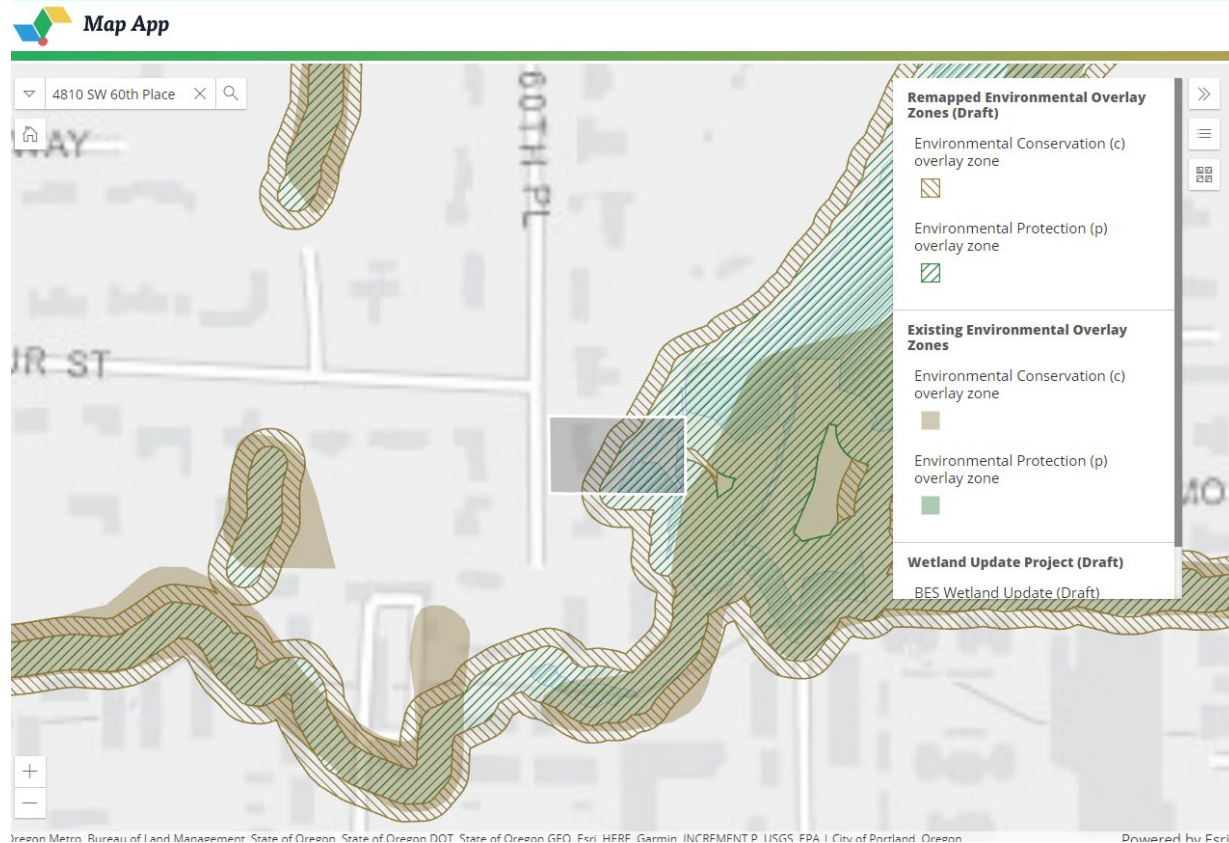 Map App
4810 SW 60th Place
WAY
60TH PL
UR ST
Remapped Environmental Overlay
Zones (Draft)
Environmental Conservation (c)
overlay zone
Environmental Protection (p)
overlay zone
Existing Environmental Overlay
Zones
Environmental Conservation (c)
overlay zone
Environmental Protection (p)
overlay zone
Wetland Update Project (Draft)
BES Wetland Update (Draft)
MO
Oregon Metro, Bureau of Land Management, State of Oregon, State of Oregon DOT, State of Oregon GEO, Esri, HERE, Garmin, INCREMENT P, USGS, EPA | City of Portland, Oregon
Powered by Esri